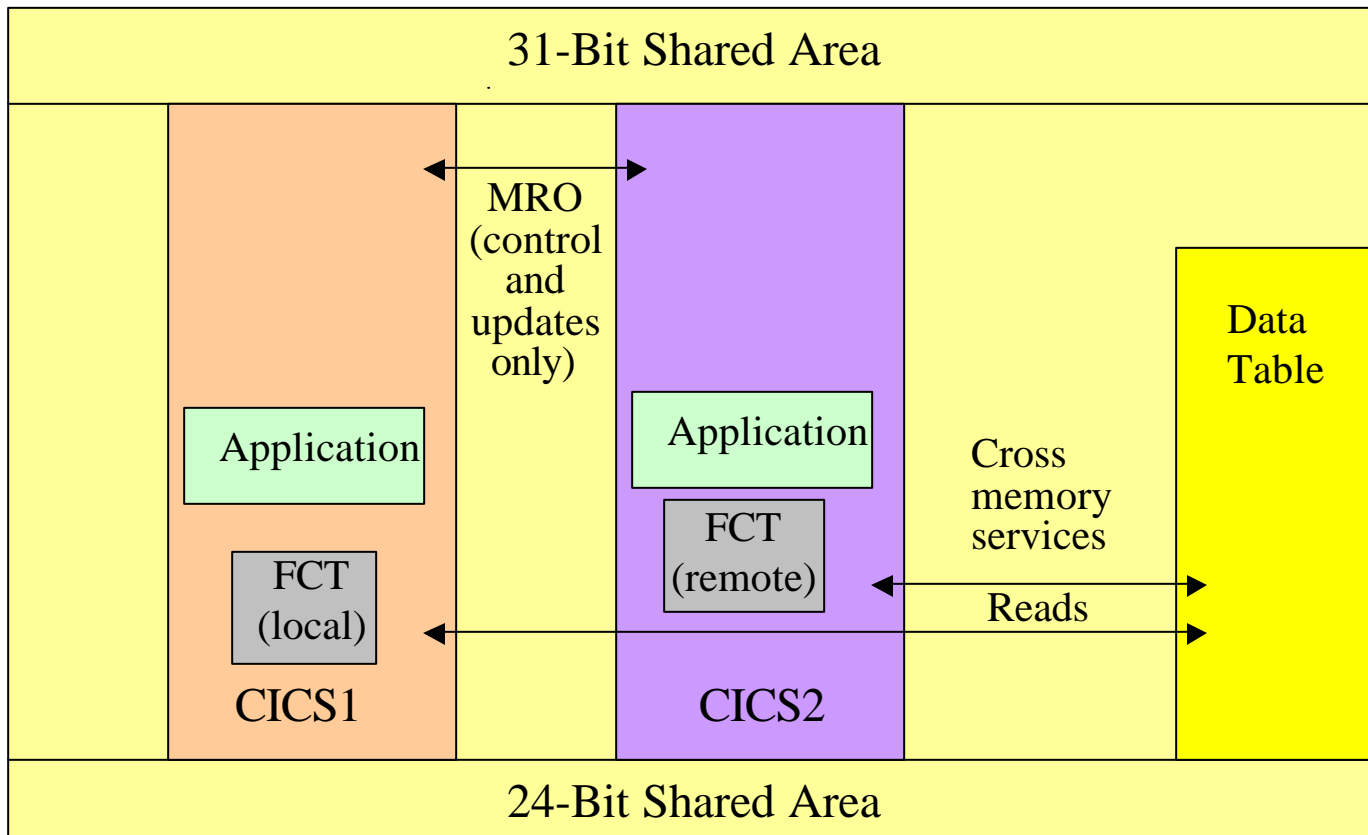 31-Bit Shared Area
MRO
(control
and
updates
only)
Data
Table
Application
Application
Cross
memory
services
FCT
(remote)
FCT
(local)
Reads
CICS1
CICS2
24-Bit Shared Area